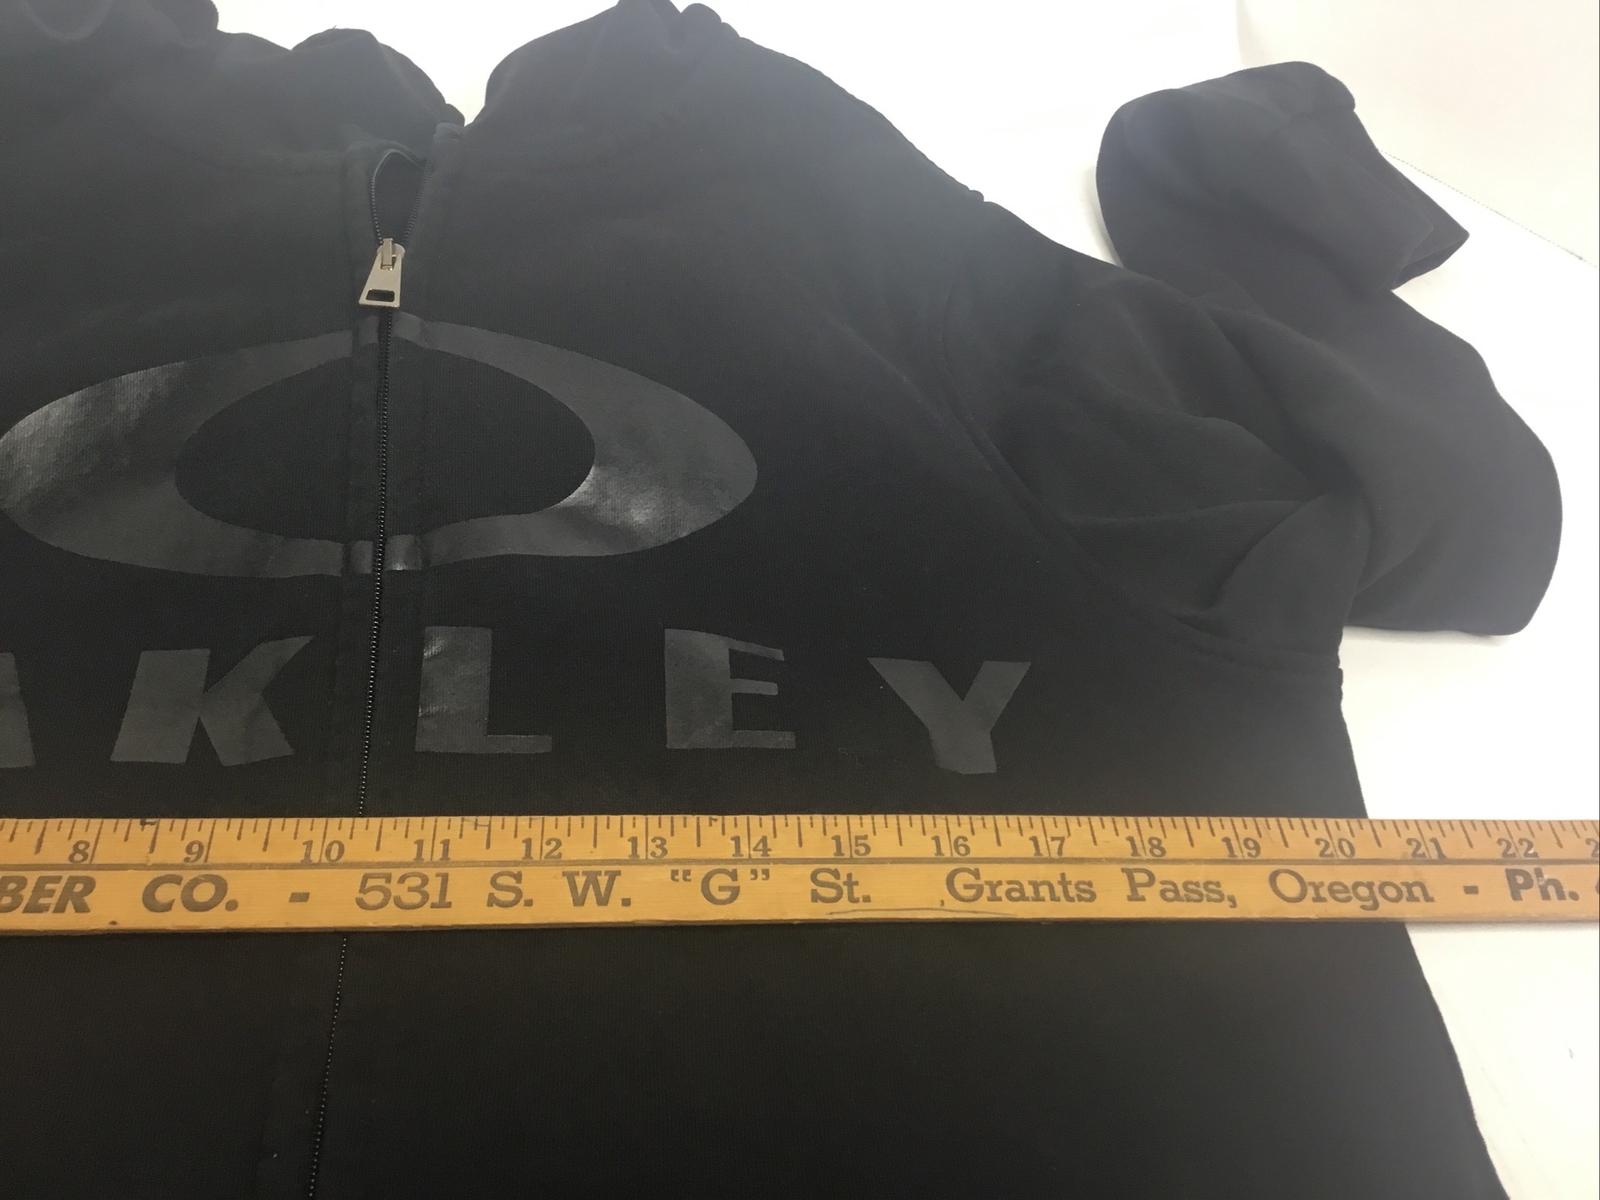 AKLEY
8 9 10 11 12 13 14 15 16 17 18 19 20 21 22
BER CO. - 531 S. W. "G" St. Grants Pass, Oregon - Ph.